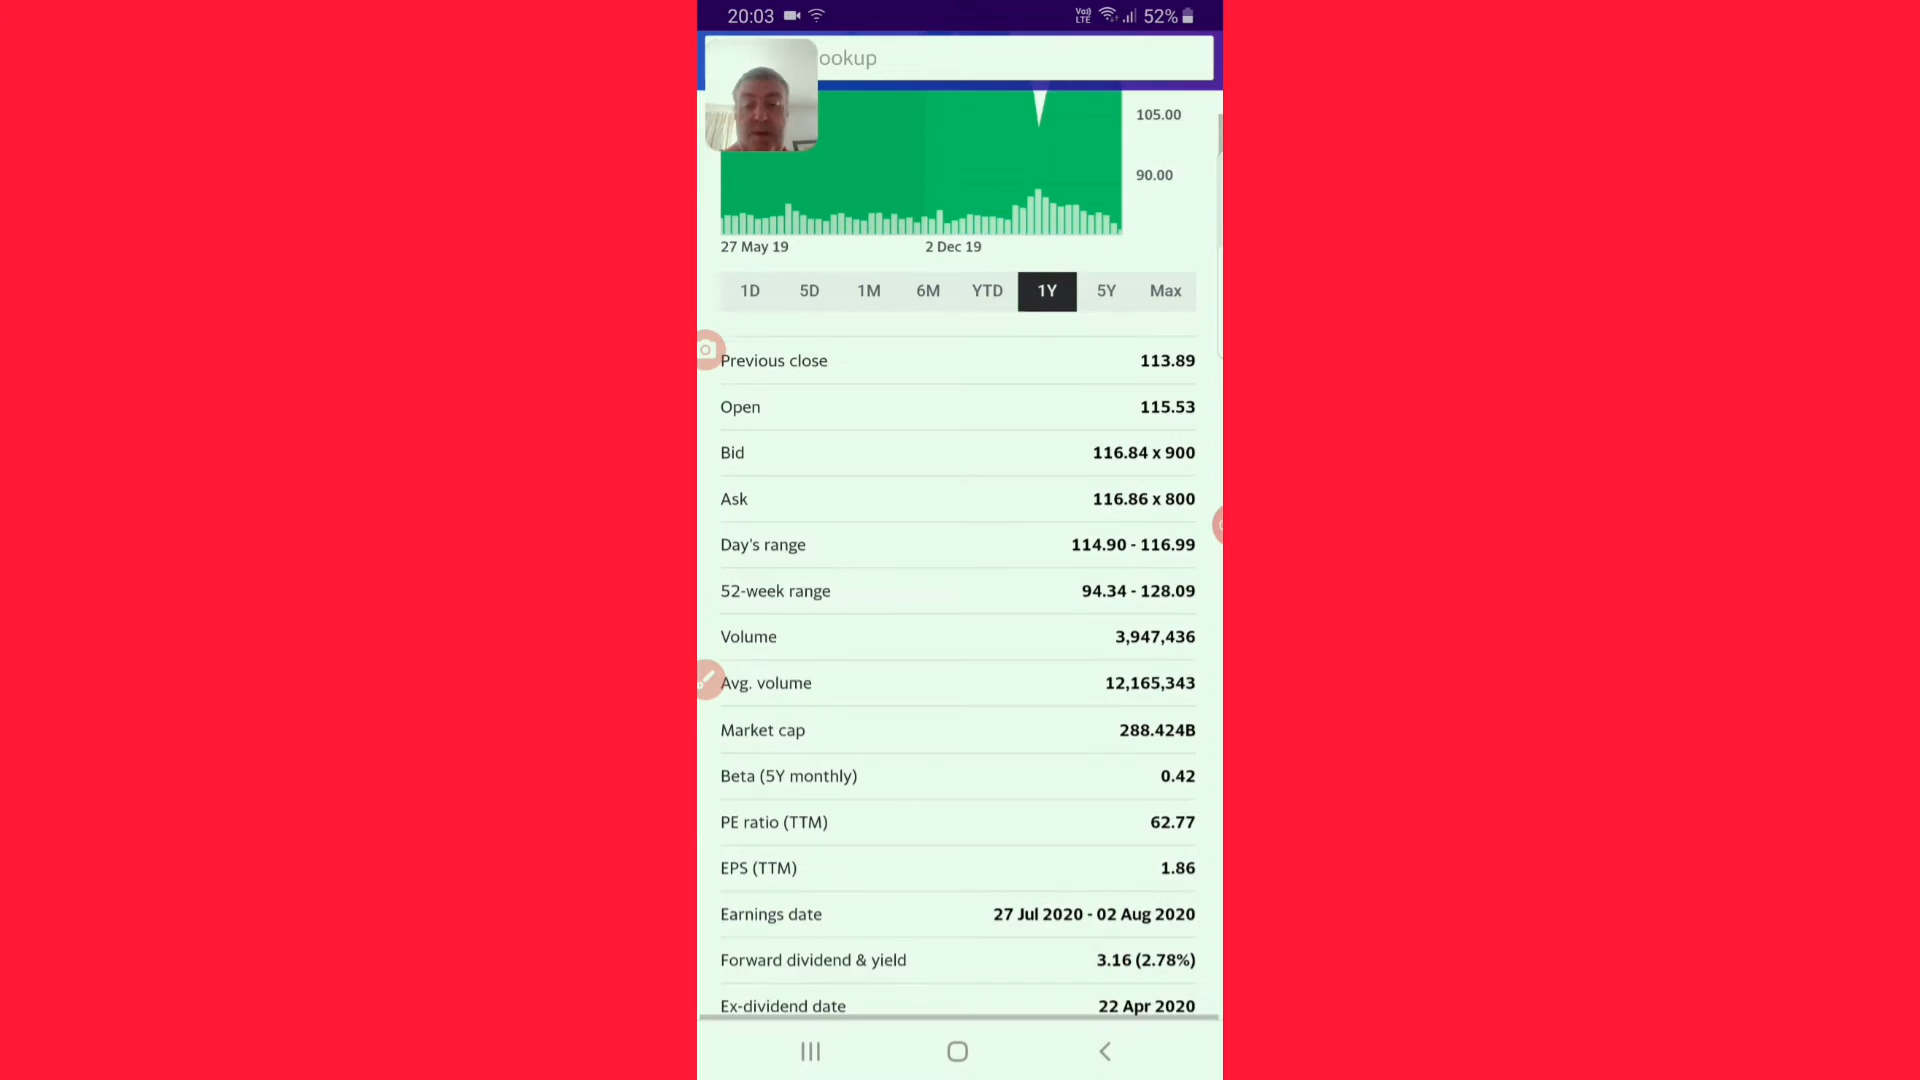 20:03
Vo)) LTE 52%
ookup
105.00
90.00
27 May 19 2 Dec 19
1D 5D 1M 6M YTD 1Y 5Y Max
Previous close 113.89
Open 115.53
Bid 116.84 x 900
Ask 116.86 x 800
Day's range 114.90 - 116.99
52-week range 94.34 - 128.09
Volume 3,947,436
Avg. volume 12,165,343
Market cap 288.424B
Beta (5Y monthly) 0.42
PE ratio (TTM) 62.77
EPS (TTM) 1.86
Earnings date 27 Jul 2020 - 02 Aug 2020
Forward dividend & yield 3.16 (2.78%)
Ex-dividend date 22 Apr 2020